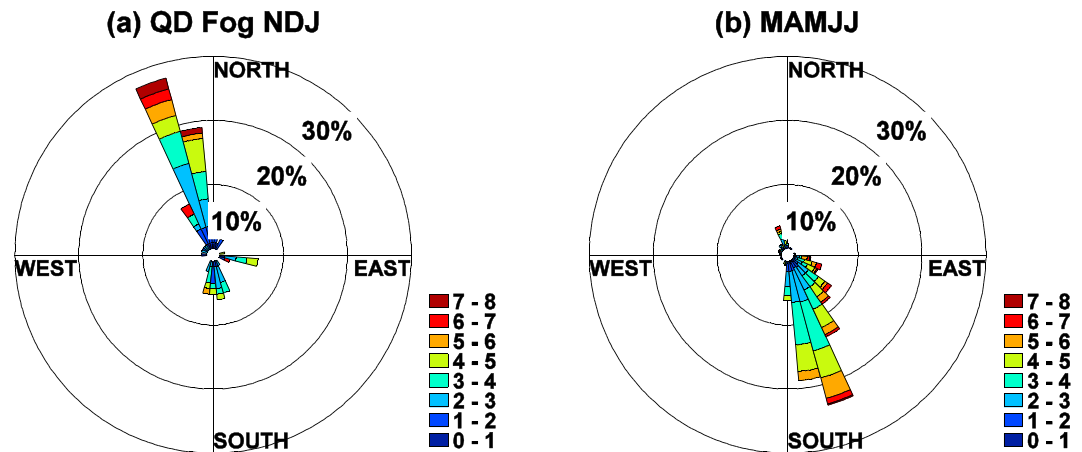 (a) QD Fog NDJ
NORTH
30%
20%
10%
WEST
EAST
SOUTH
7 - 8
6 - 7
5 - 6
4 - 5
3 - 4
2 - 3
1 - 2
0 - 1
(b) MAMJJ
NORTH
30%
20%
10%
WEST
EAST
SOUTH
7 - 8
6 - 7
5 - 6
4 - 5
3 - 4
2 - 3
1 - 2
0 - 1